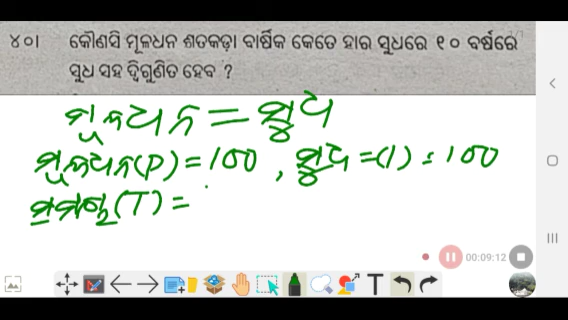 ୪୦। କୌଣସି ମୂଳଧନ ଶତକଡ଼ା ବାର୍ଷିକ କେତେ ହାର ସୁଧରେ ୧୦ ବର୍ଷରେ
ସୁଧ ସହ ଦ୍ୱିଗୁଣିତ ହେବ ?
ମୂଳଧନ = ସୁଧ
ମୂଳଧନ(P) = 100 , ସୁଧ =(I) = 100
ସମୟ(T) =
00:09:12